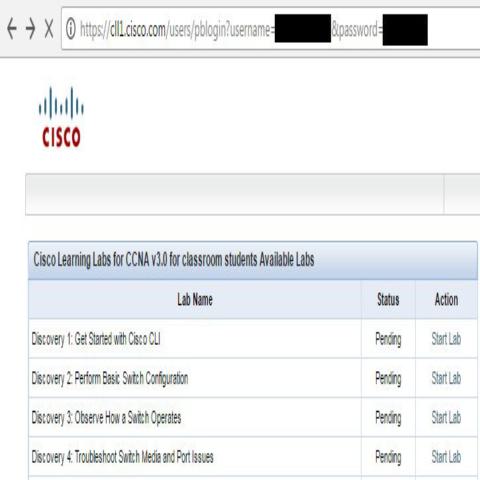 https://cll1.cisco.com/users/pblogin?username= &password=
CISCO
Cisco Learning Labs for CCNA v3.0 for classroom students Available Labs
Lab Name Status Action
Discovery 1: Get Started with Cisco CLI Pending Start Lab
Discovery 2: Perform Basic Switch Configuration Pending Start Lab
Discovery 3: Observe How a Switch Operates Pending Start Lab
Discovery 4: Troubleshoot Switch Media and Port Issues Pending Start Lab